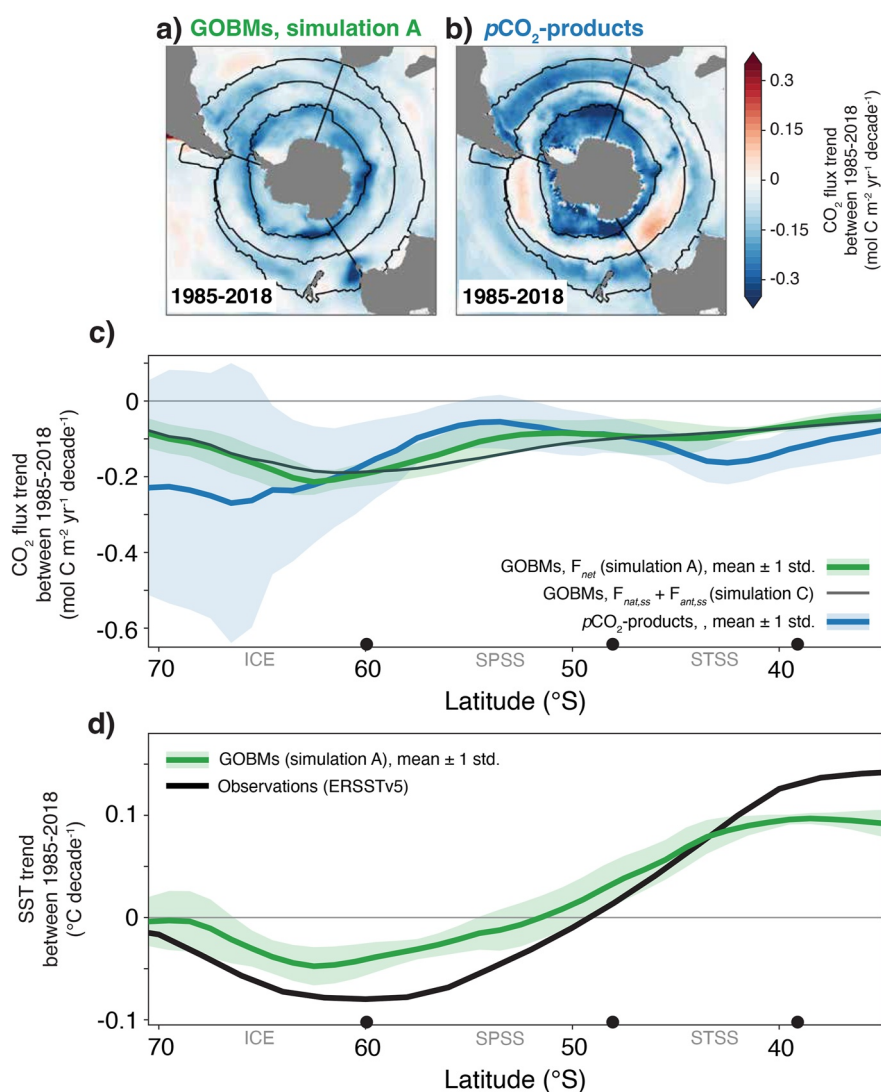 a) GOBMs, simulation A
b) pCO2-products
1985-2018
1985-2018
0.3
0.15
0
-0.15
-0.3
CO2 flux trend
between 1985-2018
(mol C m-2 yr-1 decade-1)
c)
0
-0.2
-0.4
-0.6
CO2 flux trend
between 1985-2018
(mol C m-2 yr-1 decade-1)
GOBMs, Fnet (simulation A), mean ± 1 std.
GOBMs, Fnat,ss + Fant,ss (simulation C)
pCO2-products, , mean ± 1 std.
ICE SPSS STSS
70 60 50 40
Latitude (°S)
d)
GOBMs (simulation A), mean ± 1 std.
Observations (ERSSTv5)
0.1
0
-0.1
SST trend
between 1985-2018
(°C decade-1)
ICE SPSS STSS
70 60 50 40
Latitude (°S)